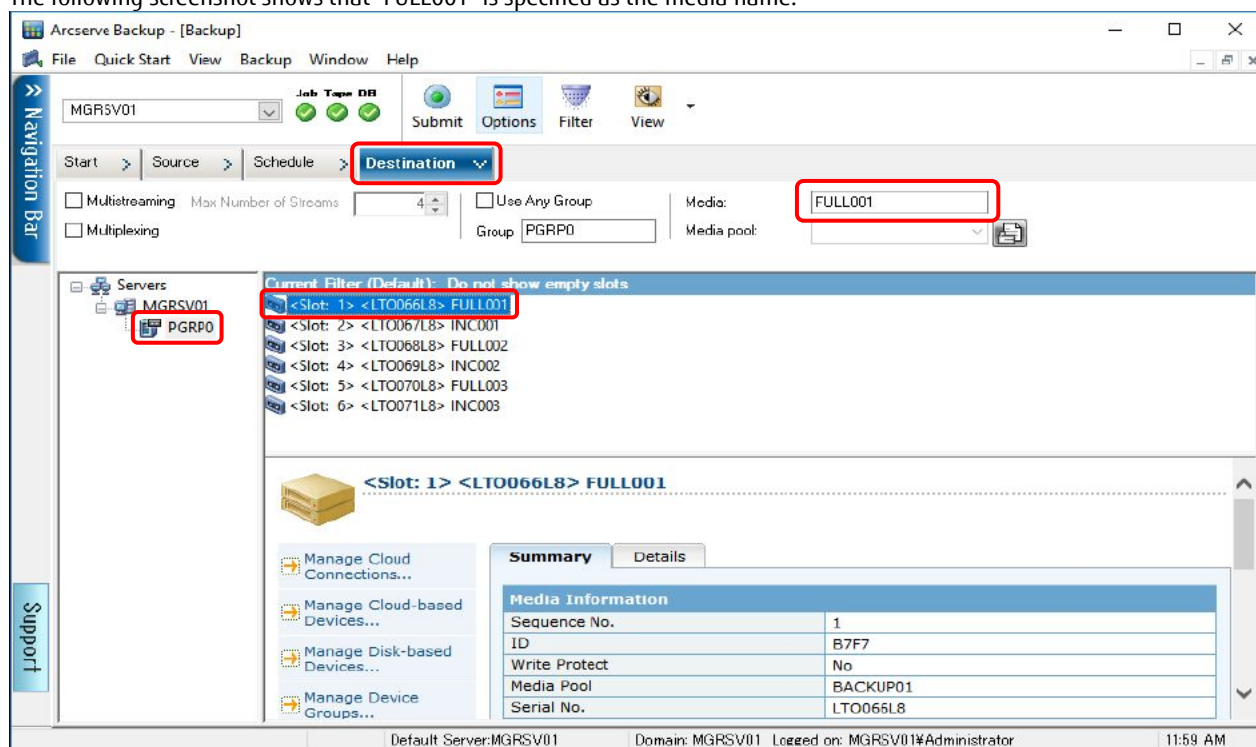 The following screenshot shows that "FULL001" is specified as the media name.
Arcserve Backup - [Backup]
File Quick Start View Backup Window Help
MGRSV01
Job Tape DB
Submit Options Filter View
Start > Source > Schedule > Destination
Multistreaming Max Number of Streams 4 Use Any Group Media: FULL001
Multiplexing Group PGRP0 Media pool:
Navigation Bar
Servers
MGRSV01
PGRP0
Current Filter (Default): Do not show empty slots
<Slot: 1> <LTO066L8> FULL001
<Slot: 2> <LTO067L8> INC001
<Slot: 3> <LTO068L8> FULL002
<Slot: 4> <LTO069L8> INC002
<Slot: 5> <LTO070L8> FULL003
<Slot: 6> <LTO071L8> INC003
<Slot: 1> <LTO066L8> FULL001
Manage Cloud
Connections...
Manage Cloud-based
Devices...
Manage Disk-based
Devices...
Manage Device
Groups...
Summary Details
Media Information
Sequence No. 1
ID B7F7
Write Protect No
Media Pool BACKUP01
Serial No. LTO066L8
Support
Default Server:MGRSV01 Domain: MGRSV01 Logged on: MGRSV01¥Administrator 11:59 AM